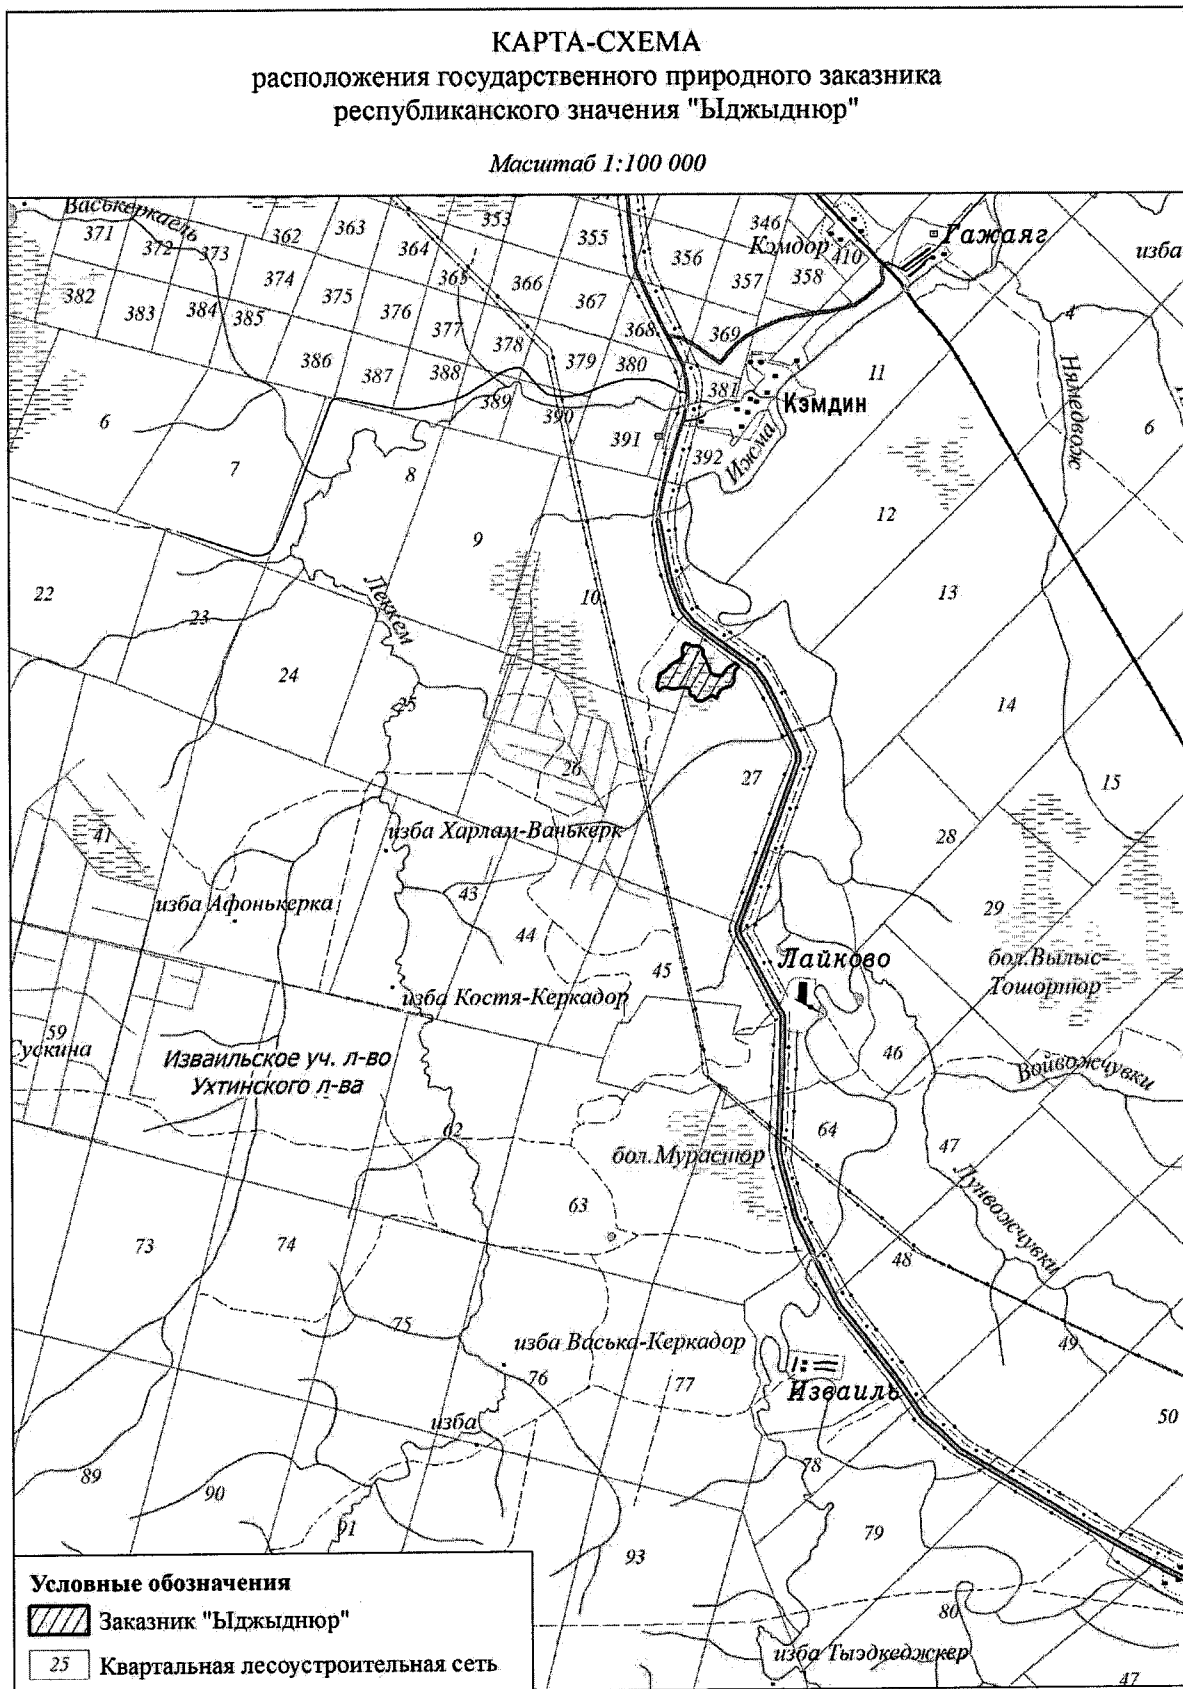 КАРТА-СХЕМА
расположения государственного природного заказника
республиканского значения "Ыджыднюр"
Масштаб 1:100 000
Васькеркаель
371
372
373
362
363
364
353
355
346
Кэмдор
410
Гажаяг
изба
365
356
357
358
382
383
384
385
374
375
376
366
367
377
378
368
369
4
386
387
388
379
380
381
11
Кэмдин
Нямедвож
389
390
391
392
Ижма
6
6
7
8
9
12
10
13
22
23
Леккем
24
25
14
26
27
15
изба Харлам-Ванькерк
28
41
43
изба Афонькерка
29
44
45
Лайково
бол.Вылыс-
Тошорнюр
изба Костя-Керкадор
59
Сускина
Изваильское уч. л-во
Ухтинского л-ва
46
Войвожчувки
62
64
47
бол.Мураснюр
Лунвожчувки
63
73
74
48
75
49
изба Васька-Керкадор
76
77
Изваиль
50
изба
78
89
90
91
79
93
80
изба Тыэдкеджкер
47
Условные обозначения
Заказник "Ыджыднюр"
25 Квартальная лесоустроительная сеть